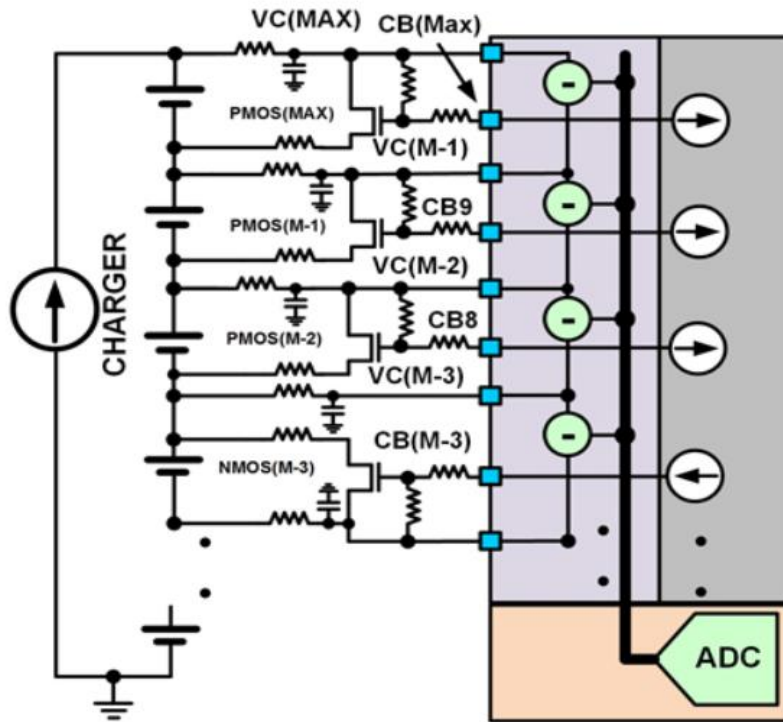 VC(MAX)
CB(Max)
PMOS(MAX)
VC(M-1)
PMOS(M-1)
CB9
VC(M-2)
CHARGER
PMOS(M-2)
CB8
VC(M-3)
NMOS(M-3)
CB(M-3)
-
-
-
-
ADC